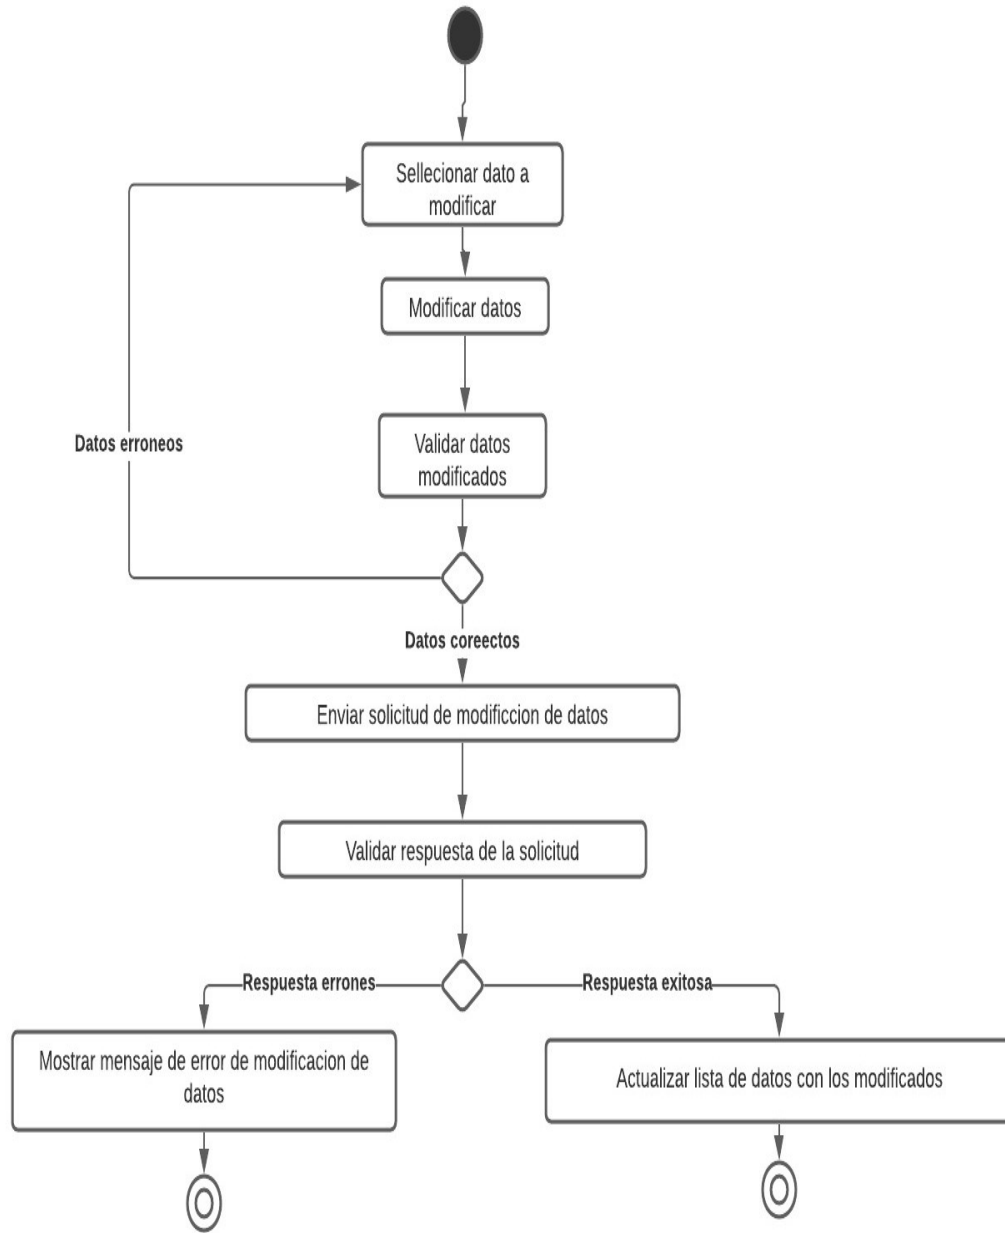 Sellecionar dato a
modificar
Modificar datos
Datos erroneos
Validar datos
modificados
Datos coreectos
Enviar solicitud de modificcion de datos
Validar respuesta de la solicitud
Respuesta errones
Respuesta exitosa
Mostrar mensaje de error de modificacion de
datos
Actualizar lista de datos con los modificados